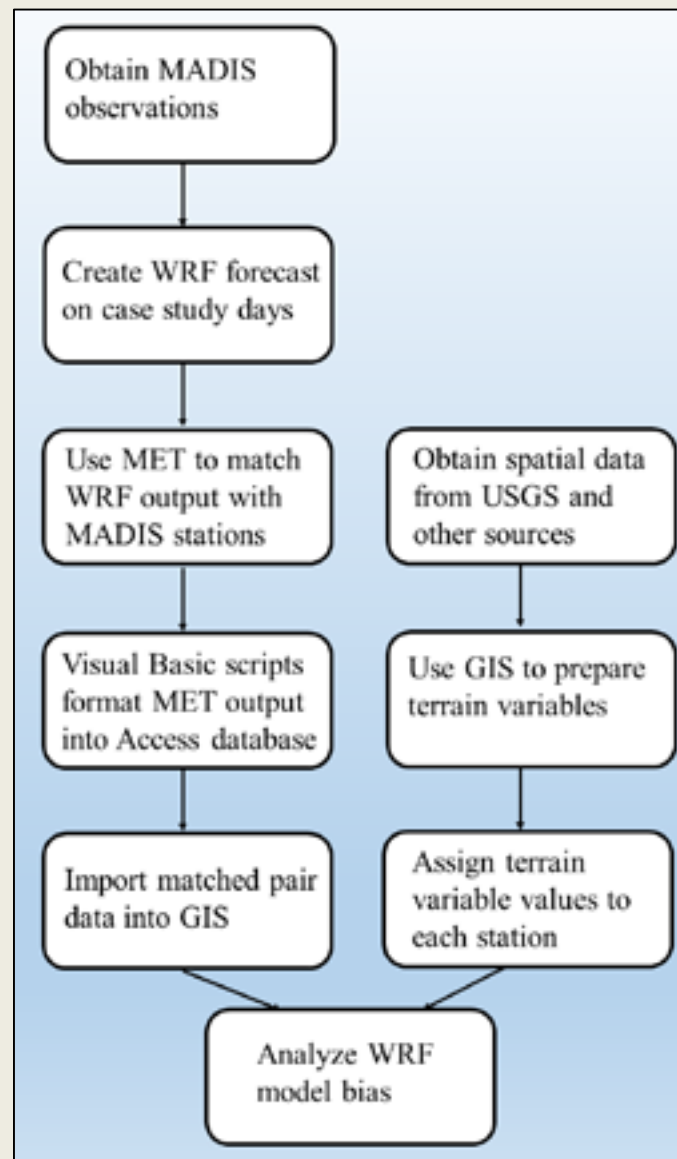 Obtain MADIS
observations
Create WRF forecast
on case study days
Use MET to match
WRF output with
MADIS stations
Visual Basic scripts
format MET output
into Access database
Import matched pair
data into GIS
Obtain spatial data
from USGS and
other sources
Use GIS to prepare
terrain variables
Assign terrain
variable values to
each station
Analyze WRF
model bias